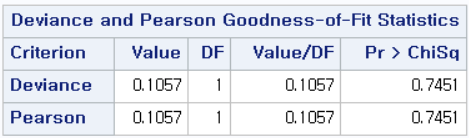 Deviance and Pearson Goodness-of-Fit Statistics
Criterion Value DF Value/DF Pr > ChiSq
Deviance 0.1057 1 0.1057 0.7451
Pearson 0.1057 1 0.1057 0.7451